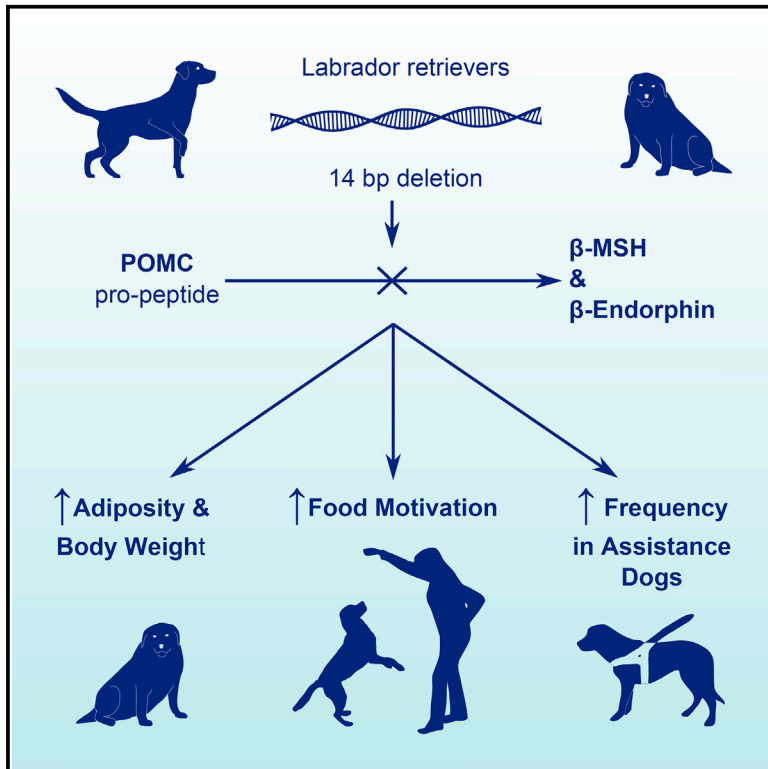 Labrador retrievers
14 bp deletion
POMC
pro-peptide
β-MSH
&
β-Endorphin
↑Adiposity &
Body Weight
↑Food Motivation
↑ Frequency
in Assistance
Dogs